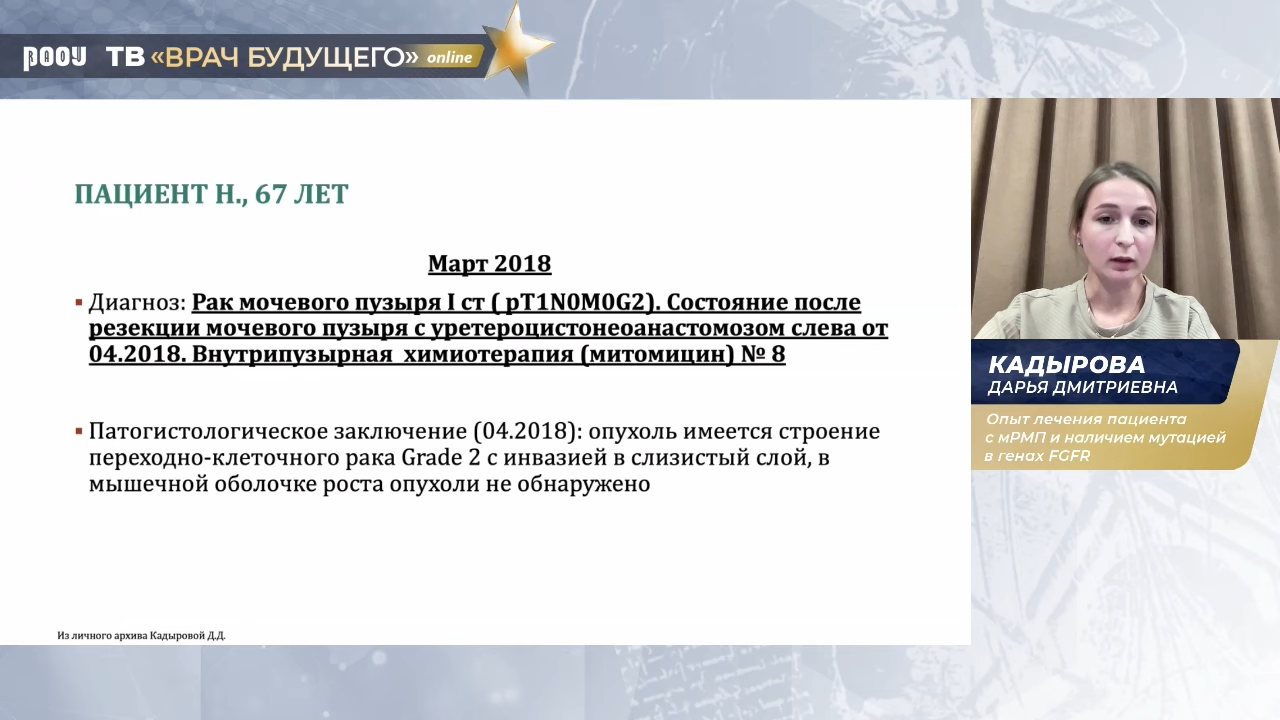 РООУ ТВ «ВРАЧ БУДУЩЕГО» online
ПАЦИЕНТ Н., 67 ЛЕТ
Март 2018
▪ Диагноз: Рак мочевого пузыря I ст ( pT1N0M0G2). Состояние после
резекции мочевого пузыря с уретероцистонеоанастомозом слева от
04.2018. Внутрипузырная химиотерапия (митомицин) № 8
▪ Патогистологическое заключение (04.2018): опухоль имеется строение
переходно-клеточного рака Grade 2 с инвазией в слизистый слой, в
мышечной оболочке роста опухоли не обнаружено
Из личного архива Кадыровой Д.Д.
КАДЫРОВА
ДАРЬЯ ДМИТРИЕВНА
Опыт лечения пациента
с мРМП и наличием мутацией
в генах FGFR